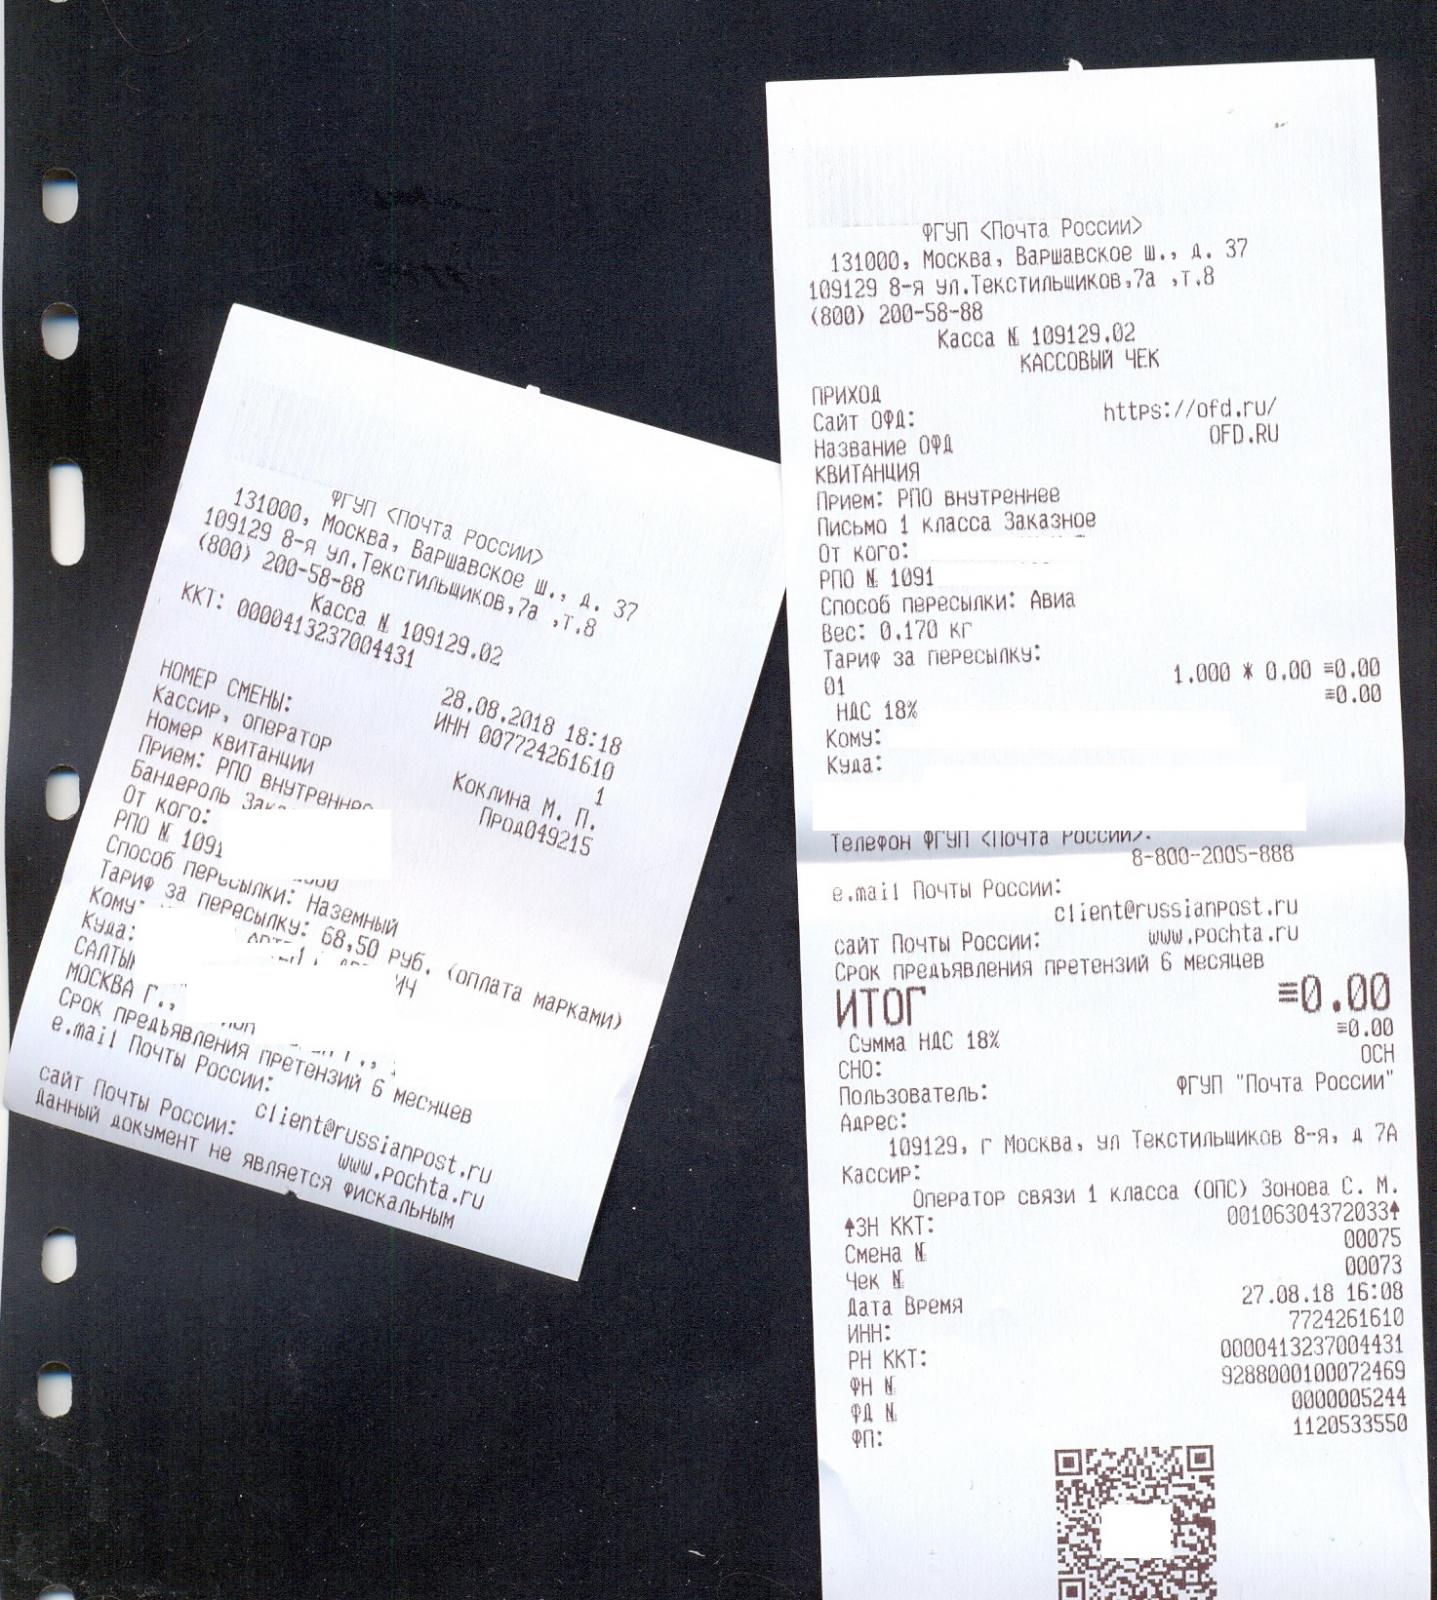 ФГУП <Почта России>
131000, Москва, Варшавское ш., д. 37
109129 8-я ул.Текстильщиков,7а ,т.8
(800) 200-58-88
Касса № 109129.02
ККТ: 0000413237004431
28.08.2018 18:18
ИНН 007724261610
НОМЕР СМЕНЫ: 1
Кассир, оператор Коклина М. П.
Номер квитанции Прод049215
Прием: РПО внутреннее
Бандероль
От кого:
РПО № 1091
Способ пересылки: Наземный
Тариф за пересылку: 68,50 руб. (оплата марками)
Кому:
Куда:
МОСКВА Г.,
Срок предъявления претензий 6 месяцев
e.mail Почты России:
client@russianpost.ru
сайт Почты России: www.pochta.ru
Данный документ не является фискальным
ФГУП <Почта России>
131000, Москва, Варшавское ш., д. 37
109129 8-я ул.Текстильщиков,7а ,т.8
(800) 200-58-88
Касса № 109129.02
КАССОВЫЙ ЧЕК
ПРИХОД
Сайт ОФД: https://ofd.ru/
Название ОФД OFD.RU
КВИТАНЦИЯ
Прием: РПО внутреннее
Письмо 1 класса Заказное
От кого:
РПО № 1091
Способ пересылки: Авиа
Вес: 0.170 кг
Тариф за пересылку:
01 1.000 * 0.00 ≡0.00
НДС 18% ≡0.00
Кому:
Куда:
Телефон ФГУП <Почта России>:
8-800-2005-888
e.mail Почты России:
client@russianpost.ru
сайт Почты России: www.pochta.ru
Срок предъявления претензий 6 месяцев
ИТОГ ≡0.00
Сумма НДС 18% ≡0.00
СНО: ОСН
Пользователь: ФГУП "Почта России"
Адрес:
109129, г Москва, ул Текстильщиков 8-я, д 7А
Кассир:
Оператор связи 1 класса (ОПС) Зонова С. М.
↑ЗН ККТ: 00106304372033↑
Смена № 00075
Чек № 00073
Дата Время 27.08.18 16:08
ИНН: 7724261610
РН ККТ: 0000413237004431
ФН № 9288000100072469
ФД № 0000005244
ФП: 1120533550